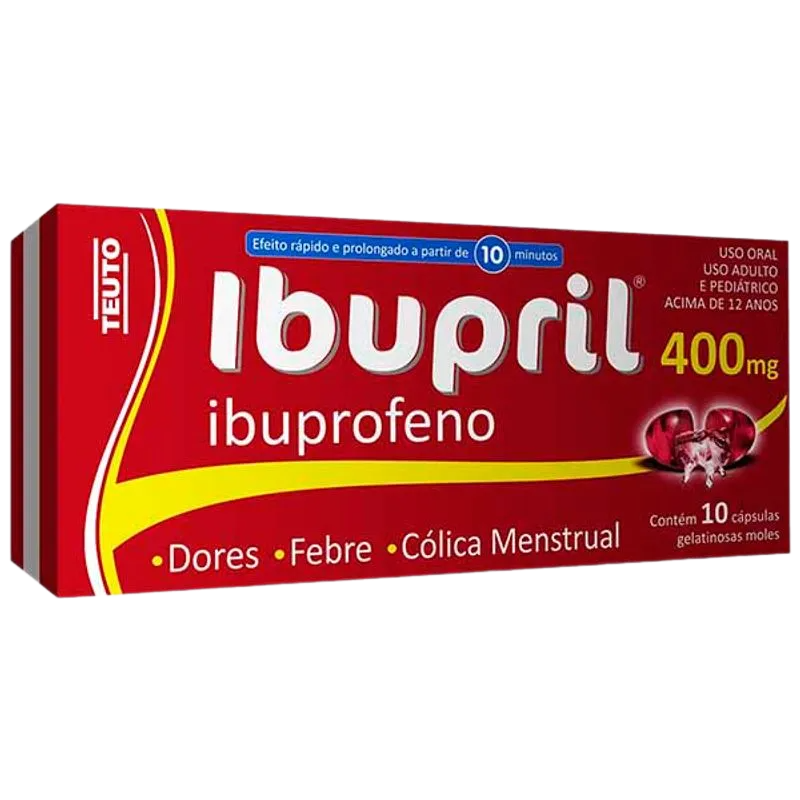 TEUTO
Efeito rápido e prolongado a partir de 10 minutos
Ibupril®
ibuprofeno
USO ORAL
USO ADULTO
E PEDIÁTRICO
ACIMA DE 12 ANOS
400mg
Contém 10 cápsulas
gelatinosas moles
•Dores •Febre •Cólica Menstrual